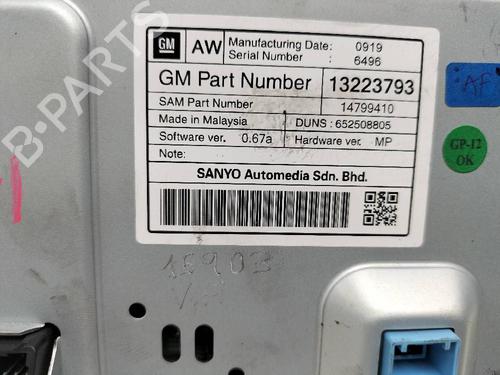 GM AW Manufacturing Date: 0919
Serial Number 6496
GM Part Number 13223793
SAM Part Number 14799410
Made in Malaysia DUNS : 652508805
Software ver. 0.67a Hardware ver. MP
Note:
SANYO Automedia Sdn. Bhd.
AF
GP-12
OK
B-PARTS